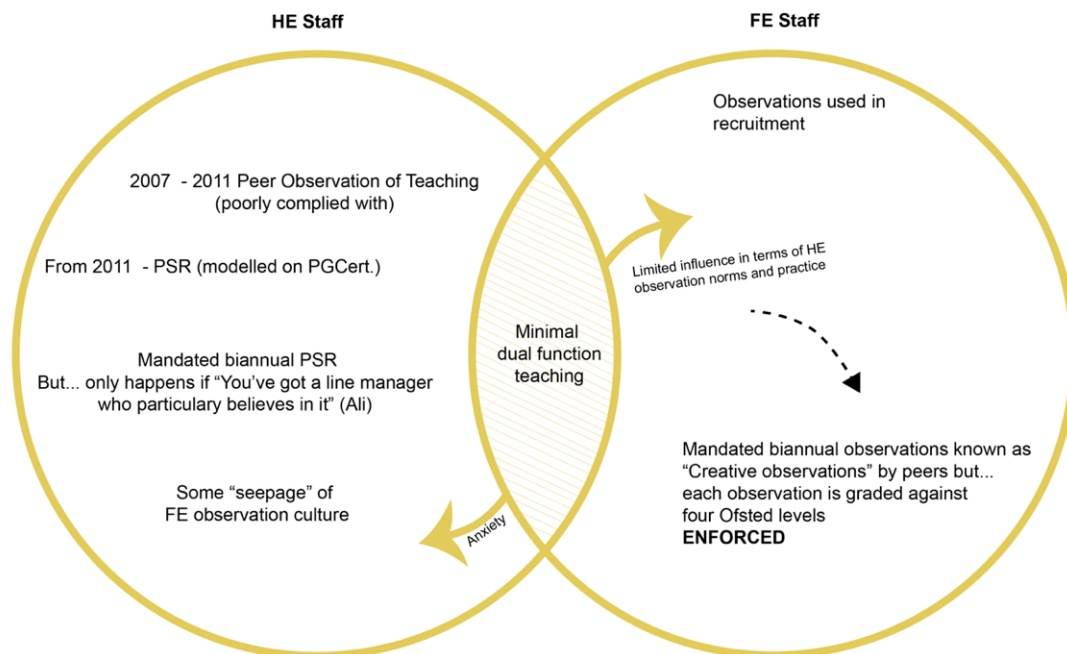 HE Staff
2007 - 2011 Peer Observation of Teaching
(poorly complied with)
From 2011 - PSR (modelled on PGCert.)
Mandated biannual PSR
But... only happens if “You’ve got a line manager
who particulary believes in it” (Ali)
Some “seepage” of
FE observation culture
Anxiety
Minimal
dual function
teaching
FE Staff
Observations used in
recruitment
Limited influence in terms of HE
observation norms and practice
Mandated biannual observations known as
“Creative observations” by peers but...
each observation is graded against
four Ofsted levels
ENFORCED